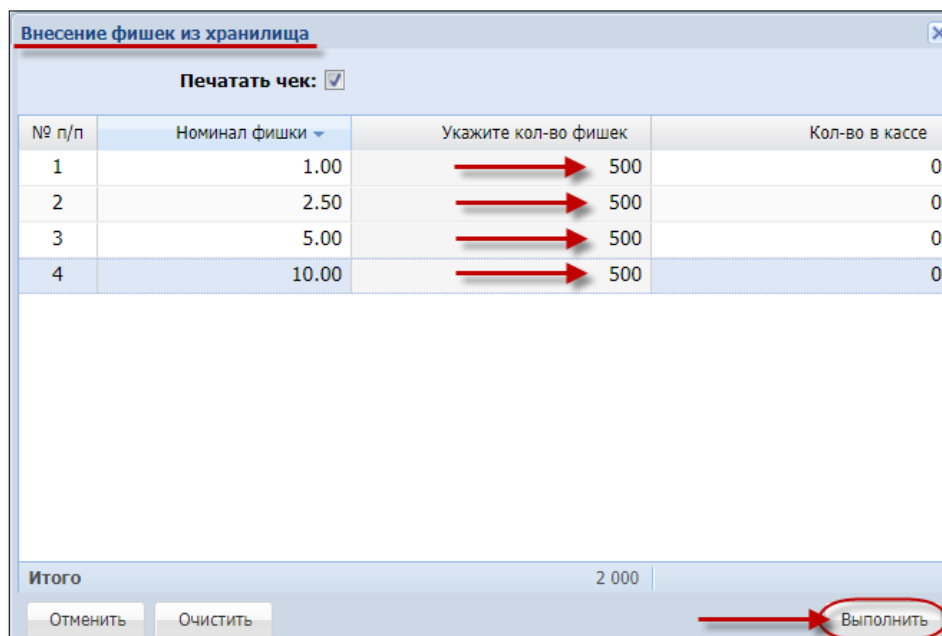 Внесение фишек из хранилища
Печатать чек:
№ п/п Номинал фишки Укажите кол-во фишек Кол-во в кассе
1 1.00 500 0
2 2.50 500 0
3 5.00 500 0
4 10.00 500 0
Итого 2 000
Отменить Очистить Выполнить